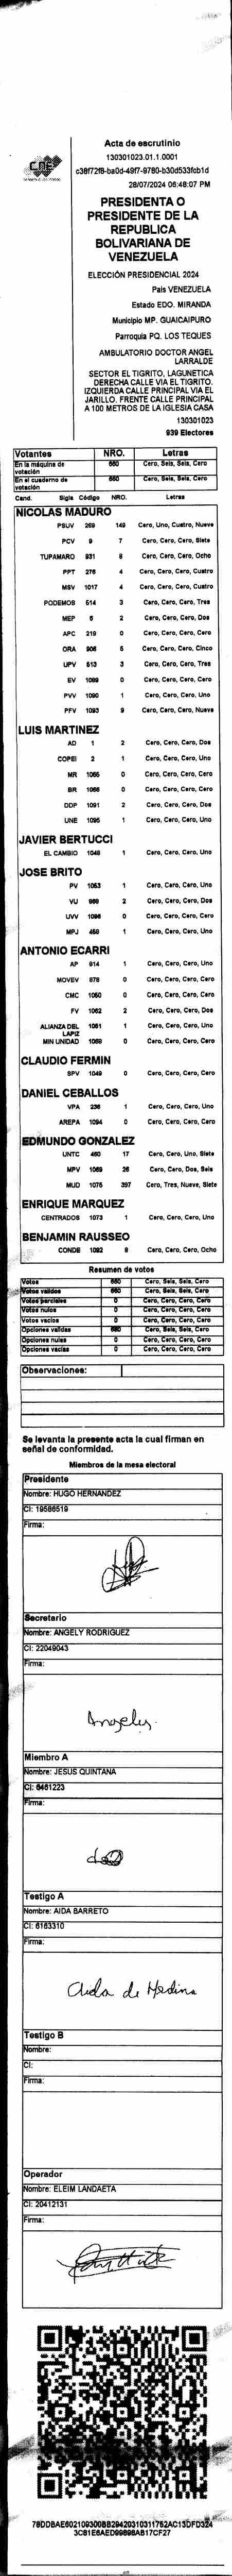 CNE
Acta de escrutinio
130301023.01.1.0001
c38f72f8-ba0d-49f7-9780-b30d533fcb1d
28/07/2024 06:48:07 PM
PRESIDENTA O
PRESIDENTE DE LA
REPUBLICA
BOLIVARIANA DE
VENEZUELA
ELECCIÓN PRESIDENCIAL 2024
País VENEZUELA
Estado EDO. MIRANDA
Municipio MP. GUAICAIPURO
Parroquia PQ. LOS TEQUES
AMBULATORIO DOCTOR ANGEL
LARRALDE
SECTOR EL TIGRITO, LAGUNETICA
DERECHA CALLE VIA EL TIGRITO.
IZQUIERDA CALLE PRINCIPAL VIA EL
JARILLO. FRENTE CALLE PRINCIPAL
A 100 METROS DE LA IGLESIA CASA
130301023
939 Electores
Votantes NRO. Letras
En la máquina de votación 660 Cero, Seis, Seis, Cero
En el cuaderno de votación 660 Cero, Seis, Seis, Cero
Cand. Sigla Código NRO. Letras
NICOLAS MADURO
PSUV 269 149 Cero, Uno, Cuatro, Nueve
PCV 9 7 Cero, Cero, Cero, Siete
TUPAMARO 931 8 Cero, Cero, Cero, Ocho
PPT 276 4 Cero, Cero, Cero, Cuatro
MSV 1017 4 Cero, Cero, Cero, Cuatro
PODEMOS 514 3 Cero, Cero, Cero, Tres
MEP 6 2 Cero, Cero, Cero, Dos
APC 219 0 Cero, Cero, Cero, Cero
ORA 906 5 Cero, Cero, Cero, Cinco
UPV 513 3 Cero, Cero, Cero, Tres
EV 1089 0 Cero, Cero, Cero, Cero
PVV 1090 1 Cero, Cero, Cero, Uno
PFV 1093 9 Cero, Cero, Cero, Nueve
LUIS MARTINEZ
AD 1 2 Cero, Cero, Cero, Dos
COPEI 2 1 Cero, Cero, Cero, Uno
MR 1065 0 Cero, Cero, Cero, Cero
BR 1066 0 Cero, Cero, Cero, Cero
DDP 1091 2 Cero, Cero, Cero, Dos
UNE 1095 1 Cero, Cero, Cero, Uno
JAVIER BERTUCCI
EL CAMBIO 1048 1 Cero, Cero, Cero, Uno
JOSE BRITO
PV 1053 1 Cero, Cero, Cero, Uno
VU 989 2 Cero, Cero, Cero, Dos
UVV 1096 0 Cero, Cero, Cero, Cero
MPJ 458 1 Cero, Cero, Cero, Uno
ANTONIO ECARRI
AP 914 1 Cero, Cero, Cero, Uno
MOVEV 978 0 Cero, Cero, Cero, Cero
CMC 1050 0 Cero, Cero, Cero, Cero
FV 1062 2 Cero, Cero, Cero, Dos
ALIANZA DEL LAPIZ 1061 1 Cero, Cero, Cero, Uno
MIN UNIDAD 1069 0 Cero, Cero, Cero, Cero
CLAUDIO FERMIN
SPV 1049 0 Cero, Cero, Cero, Cero
DANIEL CEBALLOS
VPA 236 1 Cero, Cero, Cero, Uno
AREPA 1094 0 Cero, Cero, Cero, Cero
EDMUNDO GONZALEZ
UNTC 460 17 Cero, Cero, Uno, Siete
MPV 1069 26 Cero, Cero, Dos, Seis
MUD 1075 397 Cero, Tres, Nueve, Siete
ENRIQUE MARQUEZ
CENTRADOS 1073 1 Cero, Cero, Cero, Uno
BENJAMIN RAUSSEO
CONDE 1092 8 Cero, Cero, Cero, Ocho
Resumen de votos
Votos 660 Cero, Seis, Seis, Cero
Votos válidos 660 Cero, Seis, Seis, Cero
Votos parciales 0 Cero, Cero, Cero, Cero
Votos nulos 0 Cero, Cero, Cero, Cero
Votos vacíos 0 Cero, Cero, Cero, Cero
Opciones validas 660 Cero, Seis, Seis, Cero
Opciones nulas 0 Cero, Cero, Cero, Cero
Opciones vacías 0 Cero, Cero, Cero, Cero
Observaciones:
Se levanta la presente acta la cual firman en
señal de conformidad.
Miembros de la mesa electoral
Presidente
Nombre: HUGO HERNANDEZ
CI: 19586519
Firma:
Secretario
Nombre: ANGELY RODRIGUEZ
CI: 22049043
Firma:
Angeley.
Miembro A
Nombre: JESUS QUINTANA
CI: 6461223
Firma:
Testigo A
Nombre: AIDA BARRETO
CI: 6163310
Firma:
Aida de Medina
Testigo B
Nombre:
CI:
Firma:
Operador
Nombre: ELEIM LANDAETA
CI: 20412131
Firma: